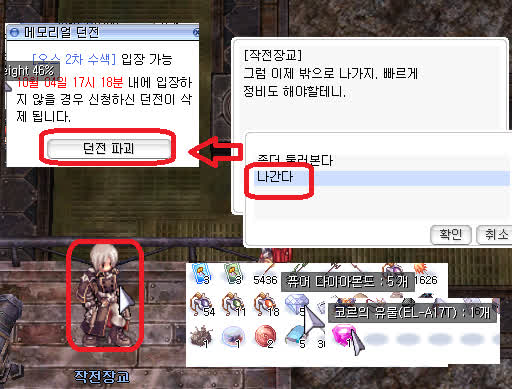 메모리얼 던전
[오스 2차 수색] 입장 가능
eight 46%
10월 04일 17시 18분 내에 입장하
지 않을 경우 신청하신 던전이 삭
제 됩니다.
던전 파괴
[작전장교]
그럼 이제 밖으로 나가지. 빠르게
정비도 해야할테니.
좀더 둘러본다
나간다
확인
취소
작전장교
3 3 5436
퓨어 다이아몬드 : 5 개
1626
54 11 18
코르의 유물(EL-A17T) : 1 개
1 1 2
1